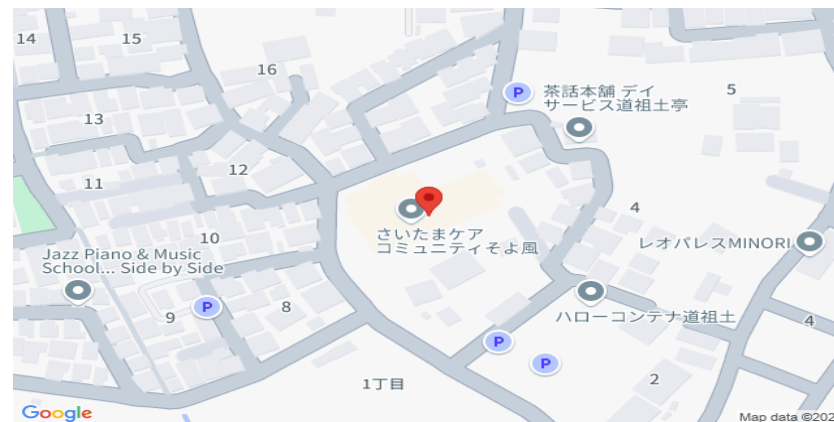 14
15
16
P
茶話本舗 デイ
サービス道祖土亭
5
13
12
11
4
さいたまケア
コミュニティそよ風
10
レオパレスMINORI
Jazz Piano & Music
School... Side by Side
P
8
9
ハローコンテナ道祖土
4
P
P
1丁目
2
Google
Map data ©202